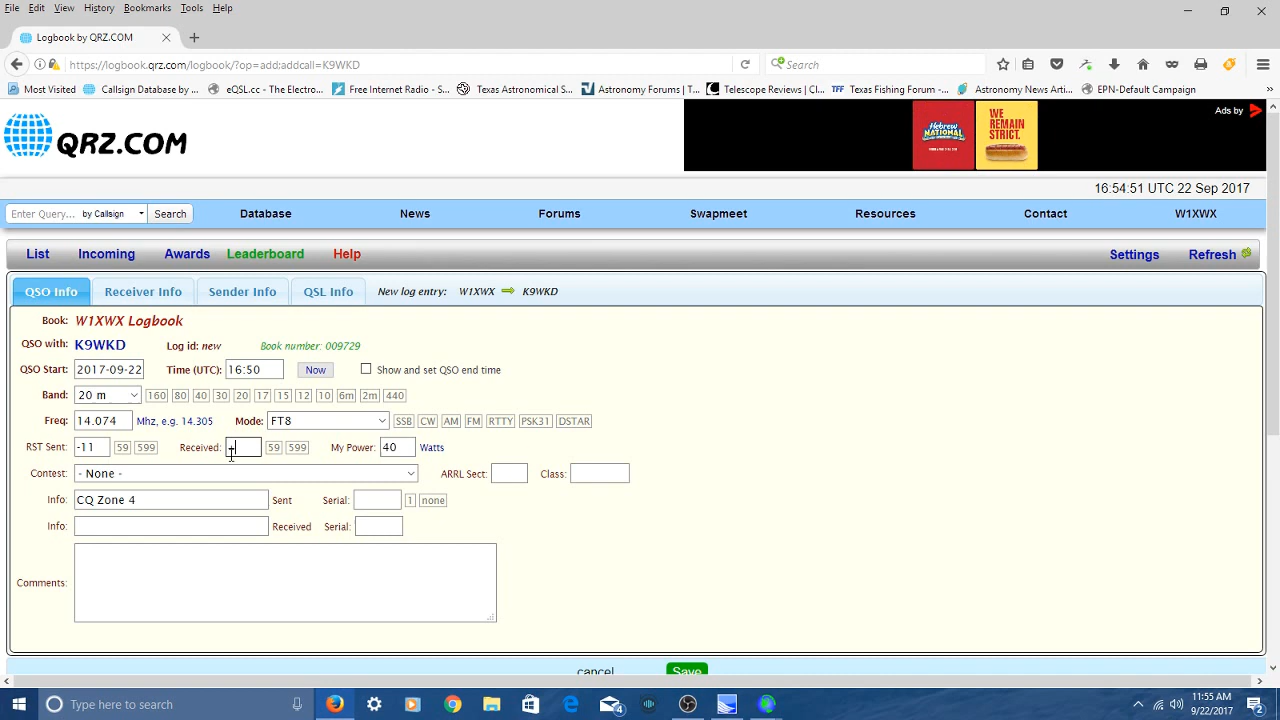 File Edit View History Bookmarks Tools Help
Logbook by QRZ.COM
https://logbook.qrz.com/logbook/?op=add;addcall=K9WKD
Search
Most Visited Callsign Database by ... eQSL.cc - The Electro... Free Internet Radio - S... Texas Astronomical S... Astronomy Forums | T... Telescope Reviews | C... TFF Texas Fishing Forum -... Astronomy News Arti... EPN-Default Campaign
Hebrew NATIONAL
WE REMAIN STRICT.
Ads by
QRZ.COM
16:54:51 UTC 22 Sep 2017
Enter Query... by Callsign Search Database News Forums Swapmeet Resources Contact W1XWX
List Incoming Awards Leaderboard Help Settings Refresh
QSO Info Receiver Info Sender Info QSL Info New log entry: W1XWX K9WKD
Book: W1XWX Logbook
QSO with: K9WKD Log id: new Book number: 009729
QSO Start: 2017-09-22 Time (UTC): 16:50 Now Show and set QSO end time
Band: 20 m 160 80 40 30 20 17 15 12 10 6m 2m 440
Freq: 14.074 Mhz, e.g. 14.305 Mode: FT8 SSB CW AM FM RTTY PSK31 DSTAR
RST Sent: -11 59 599 Received: 59 599 My Power: 40 Watts
Contest: - None - ARRL Sect: Class:
Info: CQ Zone 4 Sent Serial: 1 none
Info: Received Serial:
Comments:
cancel Save
Type here to search
4
11:55 AM
9/22/2017